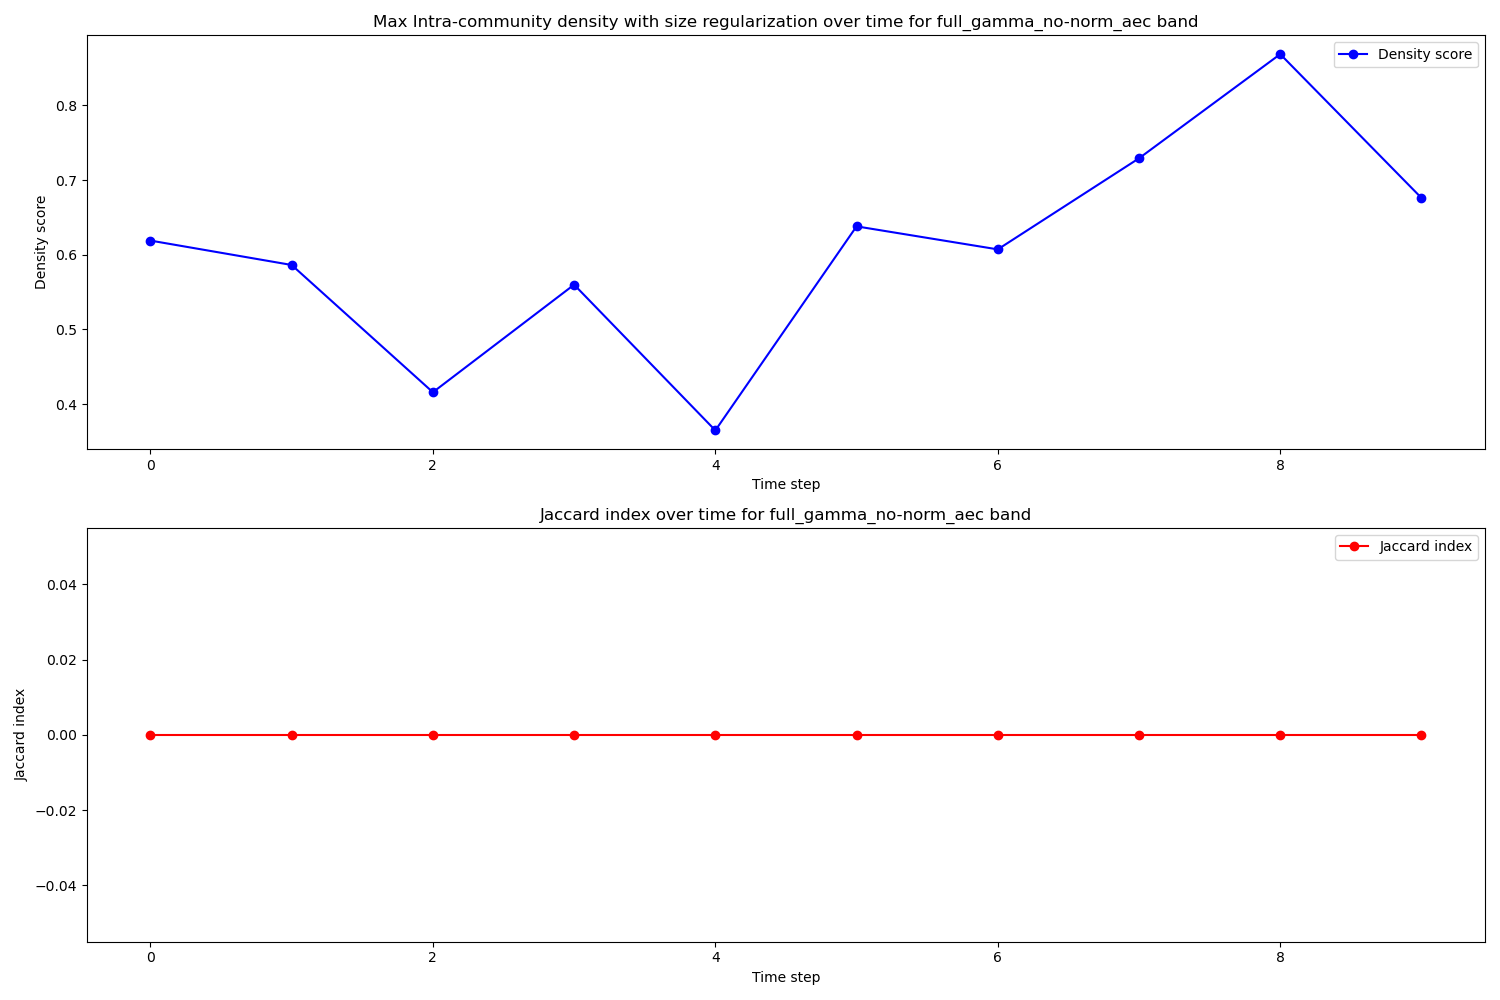 Max Intra-community density with size regularization over time for full_gamma_no-norm_aec band
Density score
0.8
0.7
0.6
0.5
0.4
Density score
0 2 4 6 8
Time step
Jaccard index over time for full_gamma_no-norm_aec band
Jaccard index
0.04
0.02
0.00
−0.02
−0.04
Jaccard index
0 2 4 6 8
Time step